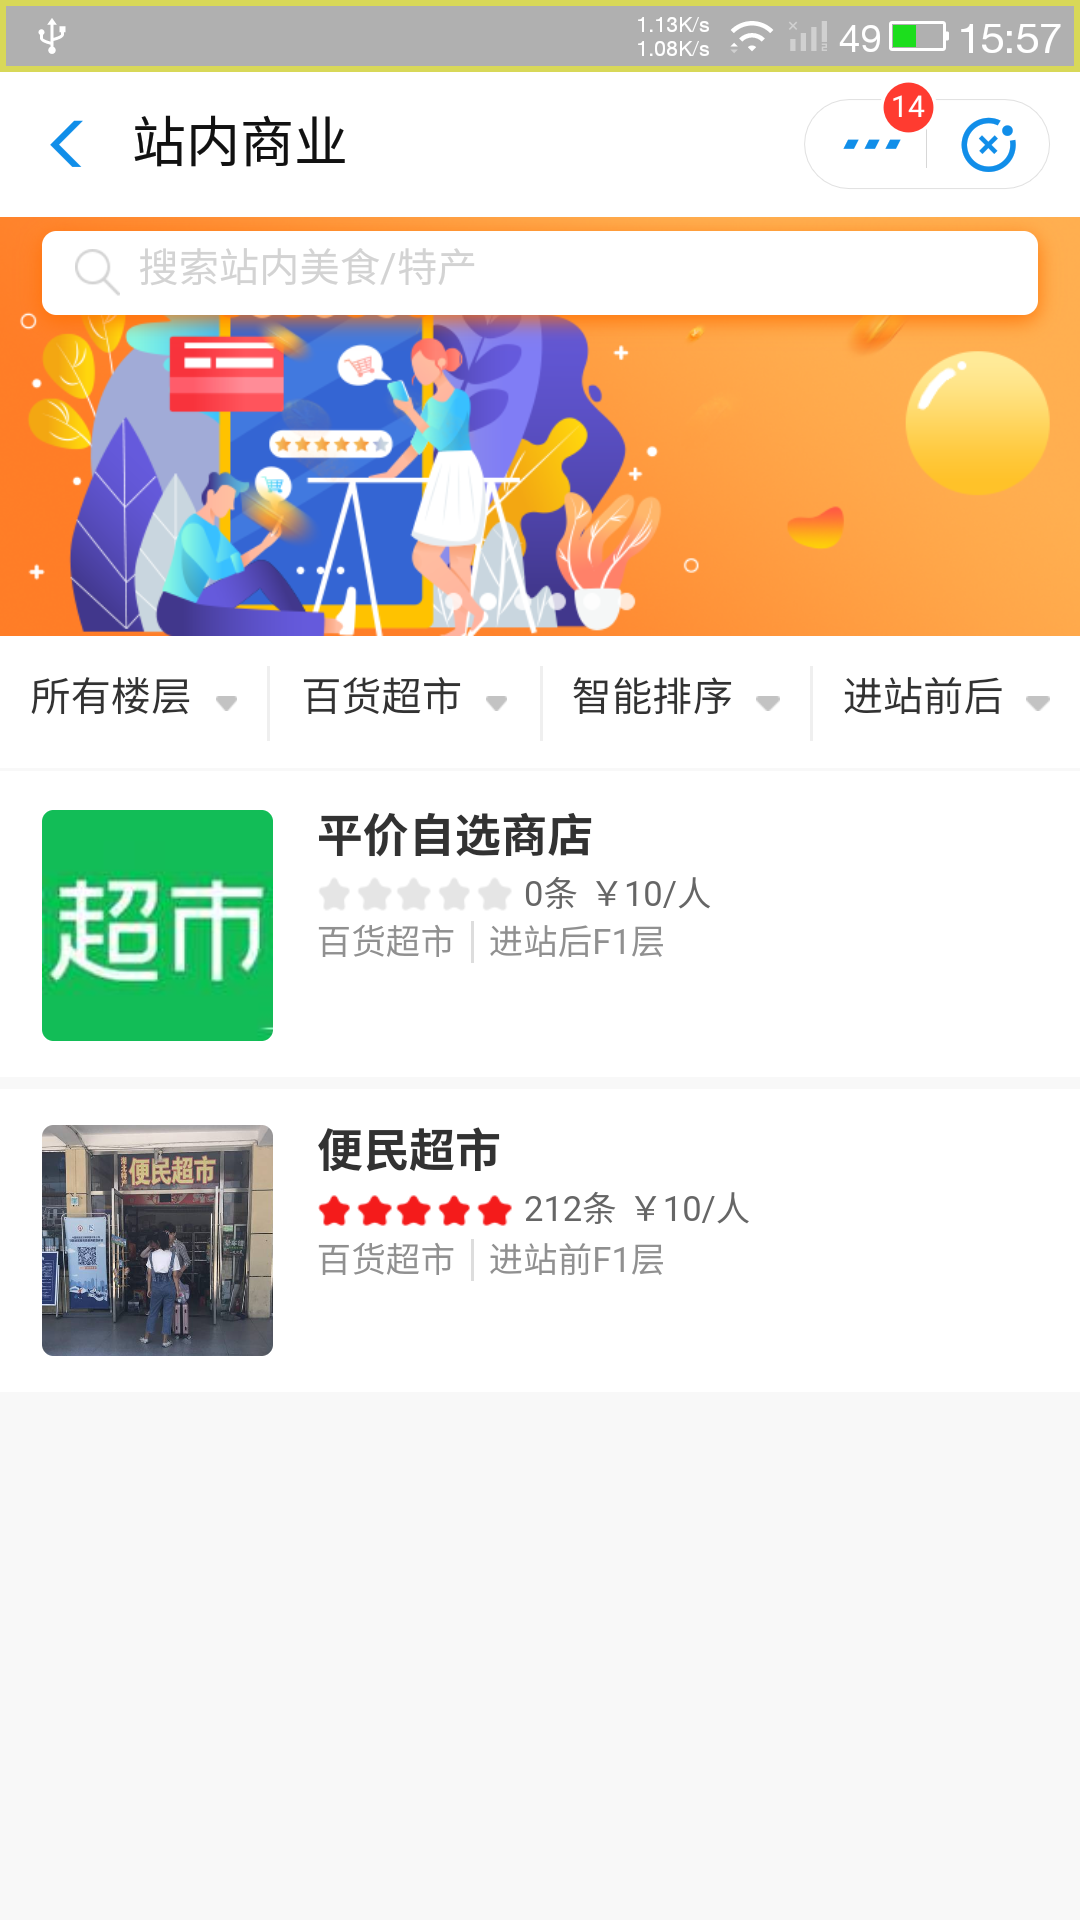 1.13K/s
1.08K/s
49
15:57
站内商业
14
搜索站内美食/特产
所有楼层
百货超市
智能排序
进站前后
超市
平价自选商店
0条 ￥10/人
百货超市
进站后F1层
便民超市
便民超市
212条 ￥10/人
百货超市
进站前F1层